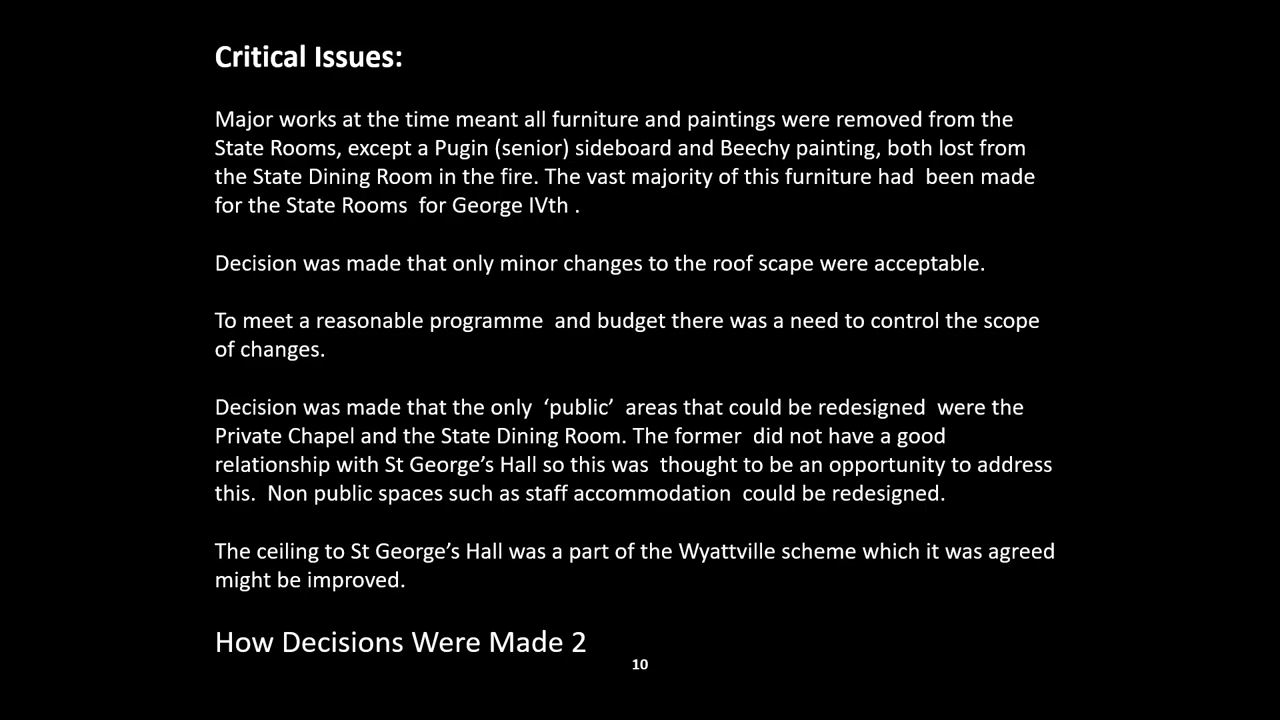 Critical Issues:
Major works at the time meant all furniture and paintings were removed from the
State Rooms, except a Pugin (senior) sideboard and Beechy painting, both lost from
the State Dining Room in the fire. The vast majority of this furniture had  been made
for the State Rooms  for George IVth .
Decision was made that only minor changes to the roof scape were acceptable.
To meet a reasonable programme  and budget there was a need to control the scope
of changes.
Decision was made that the only  ‘public’  areas that could be redesigned  were the
Private Chapel and the State Dining Room. The former  did not have a good
relationship with St George’s Hall so this was  thought to be an opportunity to address
this.  Non public spaces such as staff accommodation  could be redesigned.
The ceiling to St George’s Hall was a part of the Wyattville scheme which it was agreed
might be improved.
How Decisions Were Made 2
10